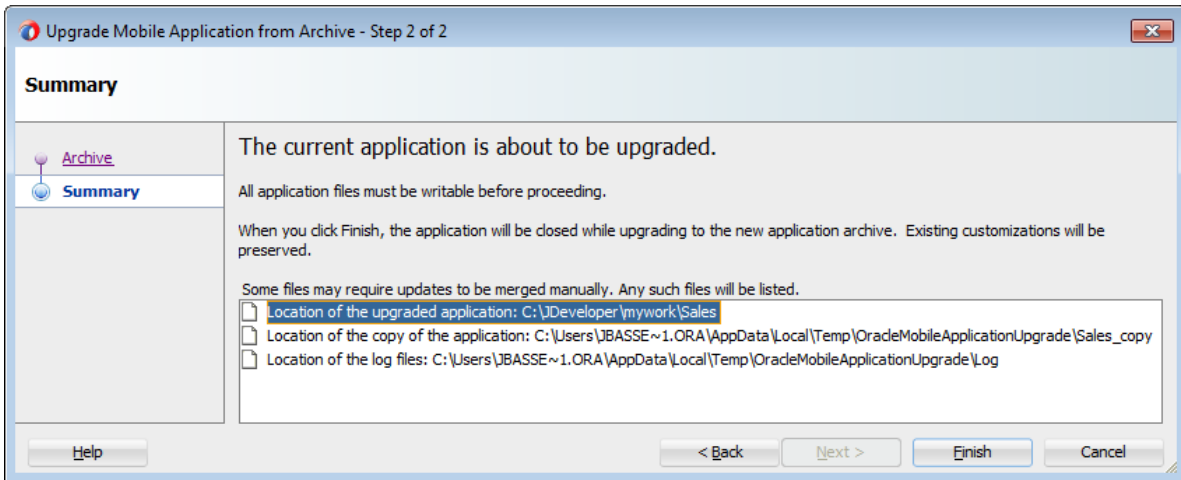 Upgrade Mobile Application from Archive - Step 2 of 2
Summary
Archive
Summary
The current application is about to be upgraded.
All application files must be writable before proceeding.
When you click Finish, the application will be closed while upgrading to the new application archive.  Existing customizations will be
preserved.
Some files may require updates to be merged manually. Any such files will be listed.
Location of the upgraded application: C:\JDeveloper\mywork\Sales
Location of the copy of the application: C:\Users\JBASSE~1.ORA\AppData\Local\Temp\OracleMobileApplicationUpgrade\Sales_copy
Location of the log files: C:\Users\JBASSE~1.ORA\AppData\Local\Temp\OracleMobileApplicationUpgrade\Log
Help
< Back
Next >
Finish
Cancel